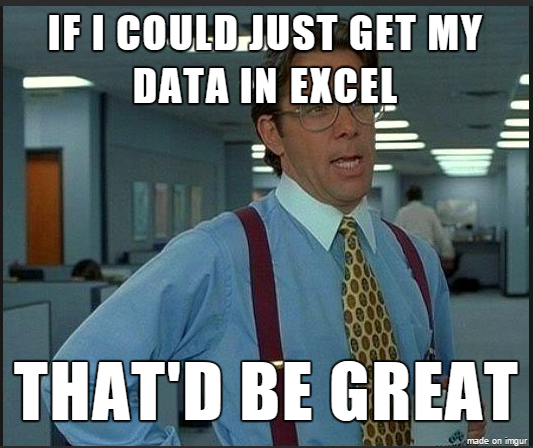 IF I COULD JUST GET MY
DATA IN EXCEL
THAT'D BE GREAT
made on imgur